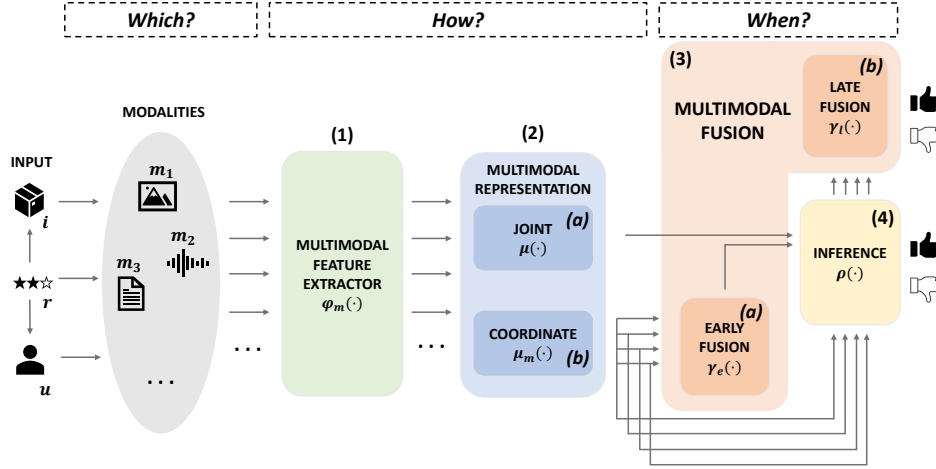 Which?
How?
When?
INPUT
i
r
u
MODALITIES
m₁
m₂
m₃
...
...
(1)
MULTIMODAL
FEATURE
EXTRACTOR
φₘ(·)
...
(2)
MULTIMODAL
REPRESENTATION
(a)
JOINT
μ(·)
COORDINATE
μₘ(·)
(b)
(3)
MULTIMODAL
FUSION
(b)
LATE
FUSION
γₗ(·)
(a)
EARLY
FUSION
γₑ(·)
(4)
INFERENCE
ρ(·)